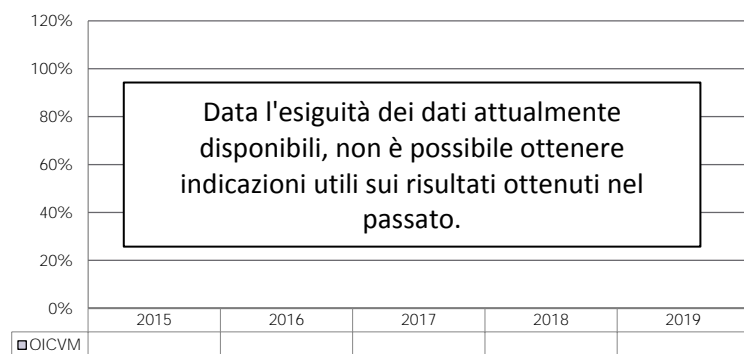 120%
100%
80%
60%
40%
20%
0%
Data l'esiguità dei dati attualmente
disponibili, non è possibile ottenere
indicazioni utili sui risultati ottenuti nel
passato.
2015 2016 2017 2018 2019
OICVM